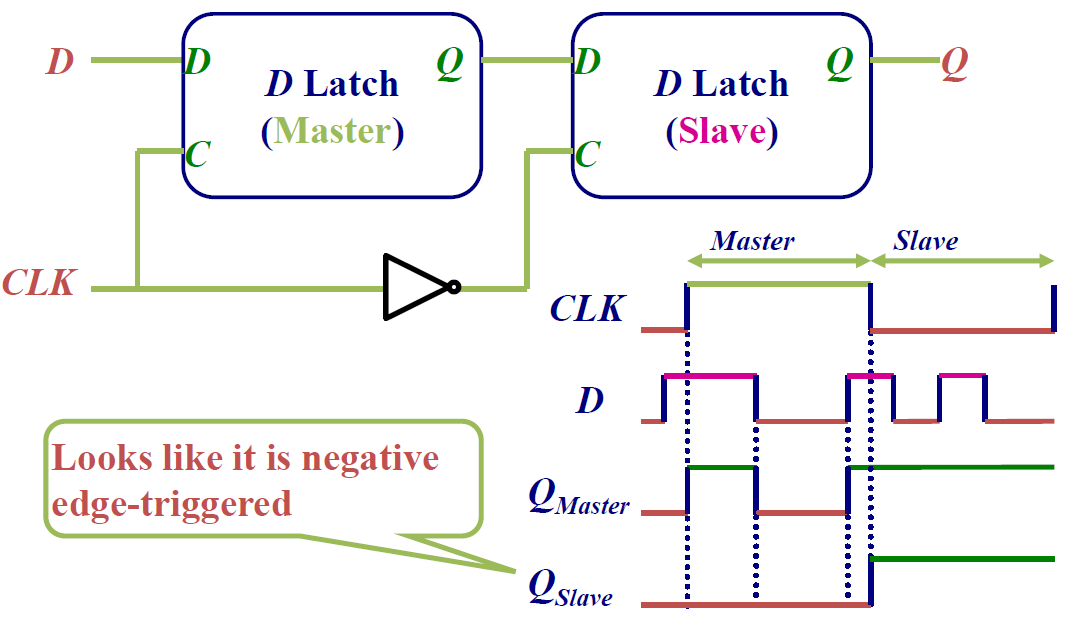 D
D
Q
D Latch
(Master)
C
D
Q
D Latch
(Slave)
C
Q
CLK
Master
Slave
CLK
D
Looks like it is negative
edge-triggered
QMaster
QSlave